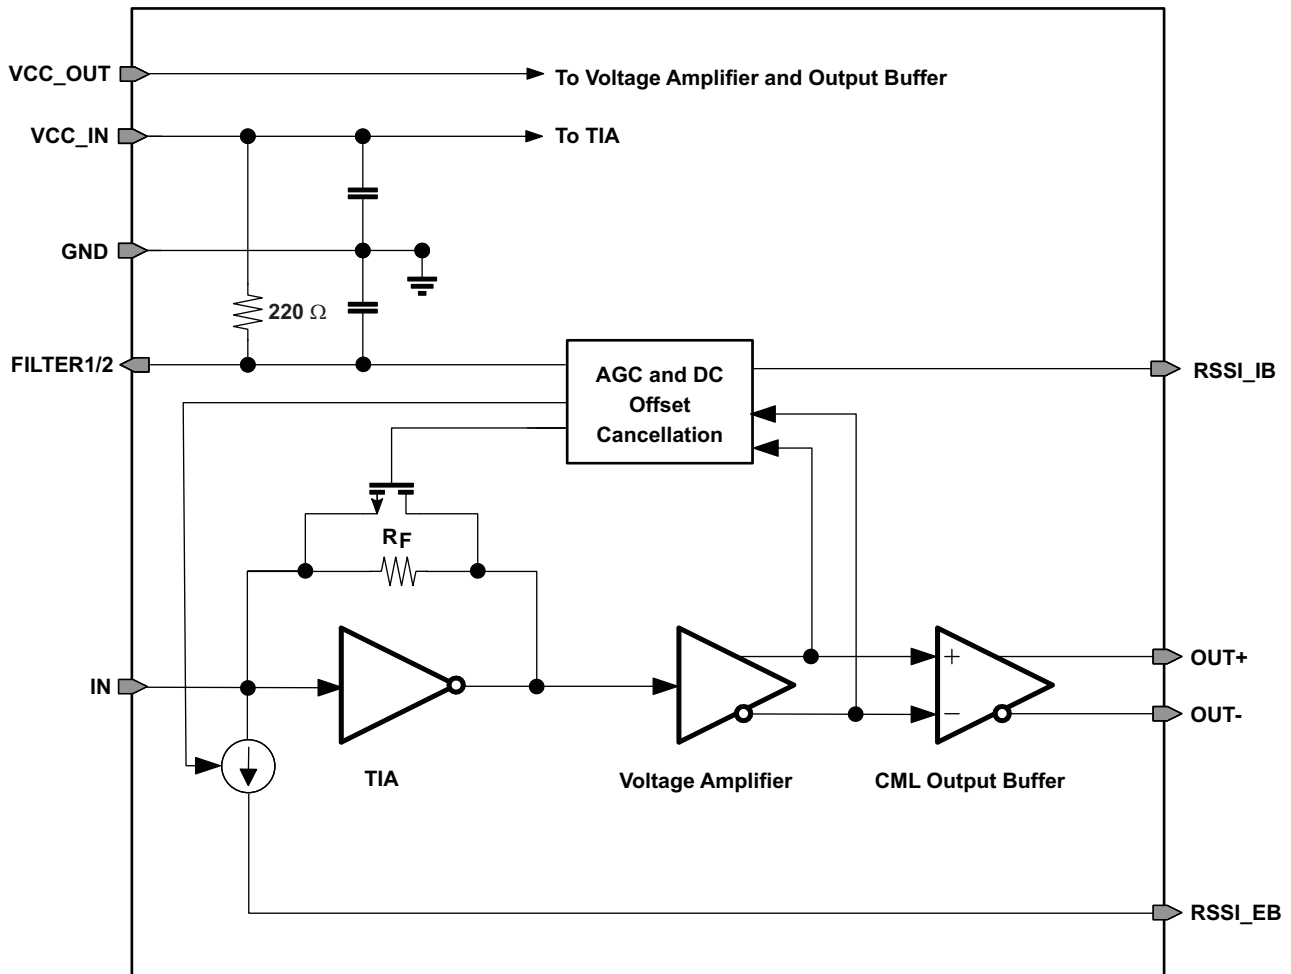 VCC_OUT
To Voltage Amplifier and Output Buffer
VCC_IN
To TIA
GND
220 Ω
FILTER1/2
AGC and DC
Offset
Cancellation
RSSI_IB
RF
IN
+
−
OUT+
OUT-
TIA
Voltage Amplifier
CML Output Buffer
RSSI_EB